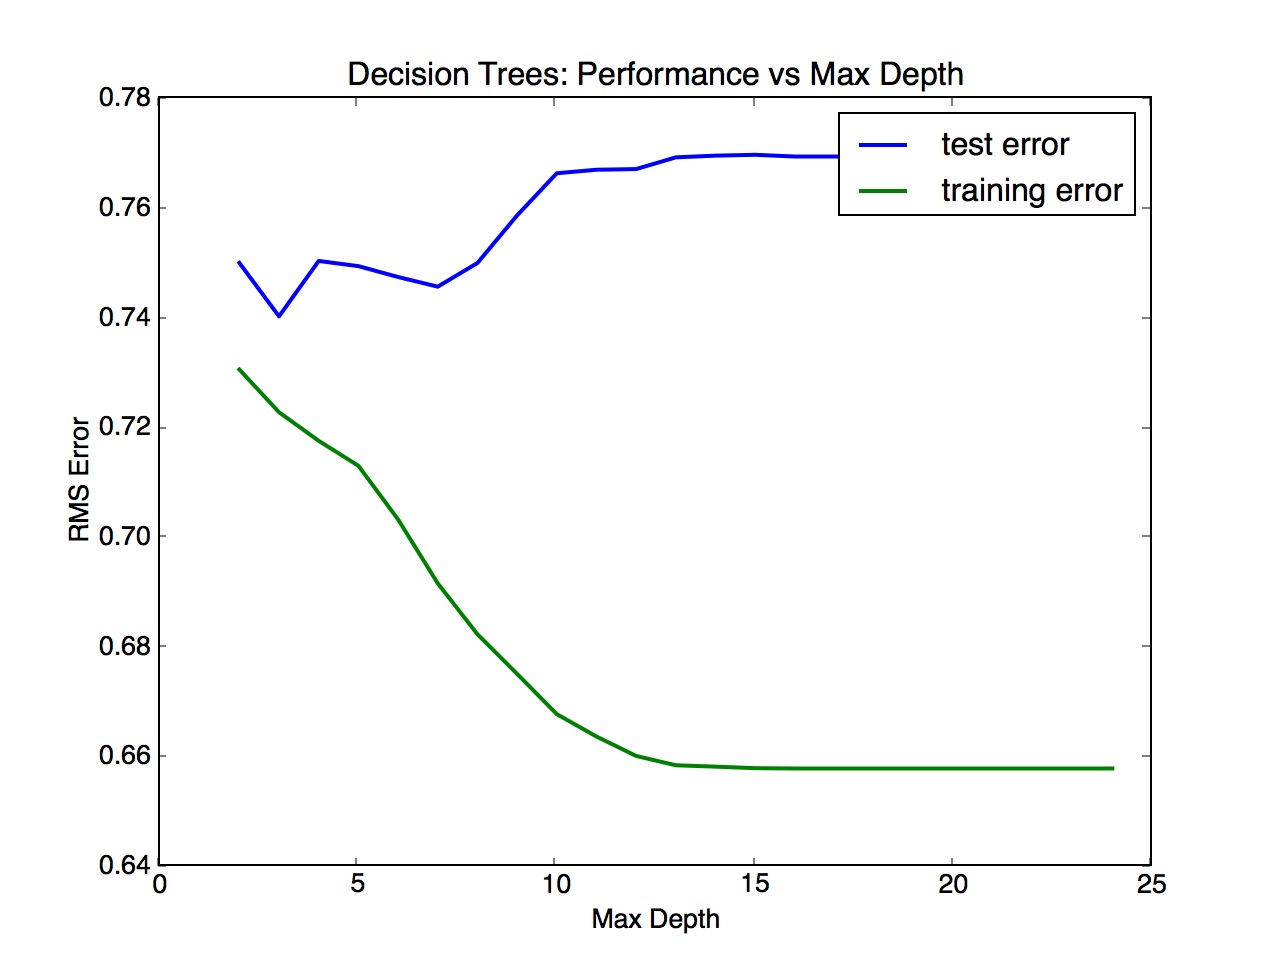 Decision Trees: Performance vs Max Depth
0.78
0.76
0.74
0.72
0.70
0.68
0.66
0.64
RMS Error
test error
training error
0 5 10 15 20 25
Max Depth